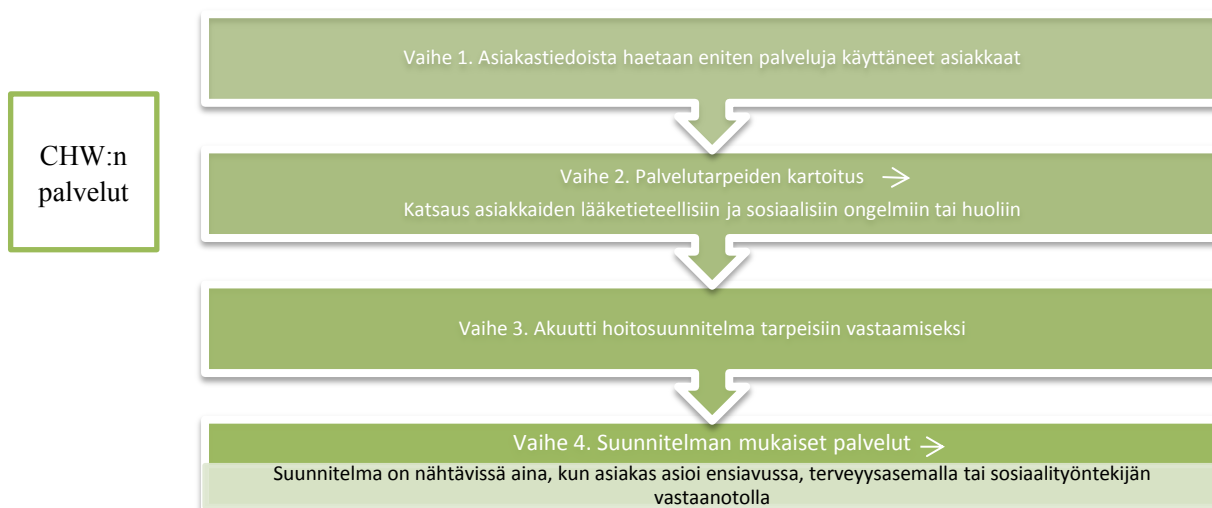 CHW:n
palvelut
Vaihe 1. Asiakastiedoista haetaan eniten palveluja käyttäneet asiakkaat
Vaihe 2. Palvelutarpeiden kartoitus →
Katsaus asiakkaiden lääketieteellisiin ja sosiaalisiin ongelmiin tai huoliin
Vaihe 3. Akuutti hoitosuunnitelma tarpeisiin vastaamiseksi
Vaihe 4. Suunnitelman mukaiset palvelut →
Suunnitelma on nähtävissä aina, kun asiakas asioi ensiavussa, terveysasemalla tai sosiaalityöntekijän
vastaanotolla